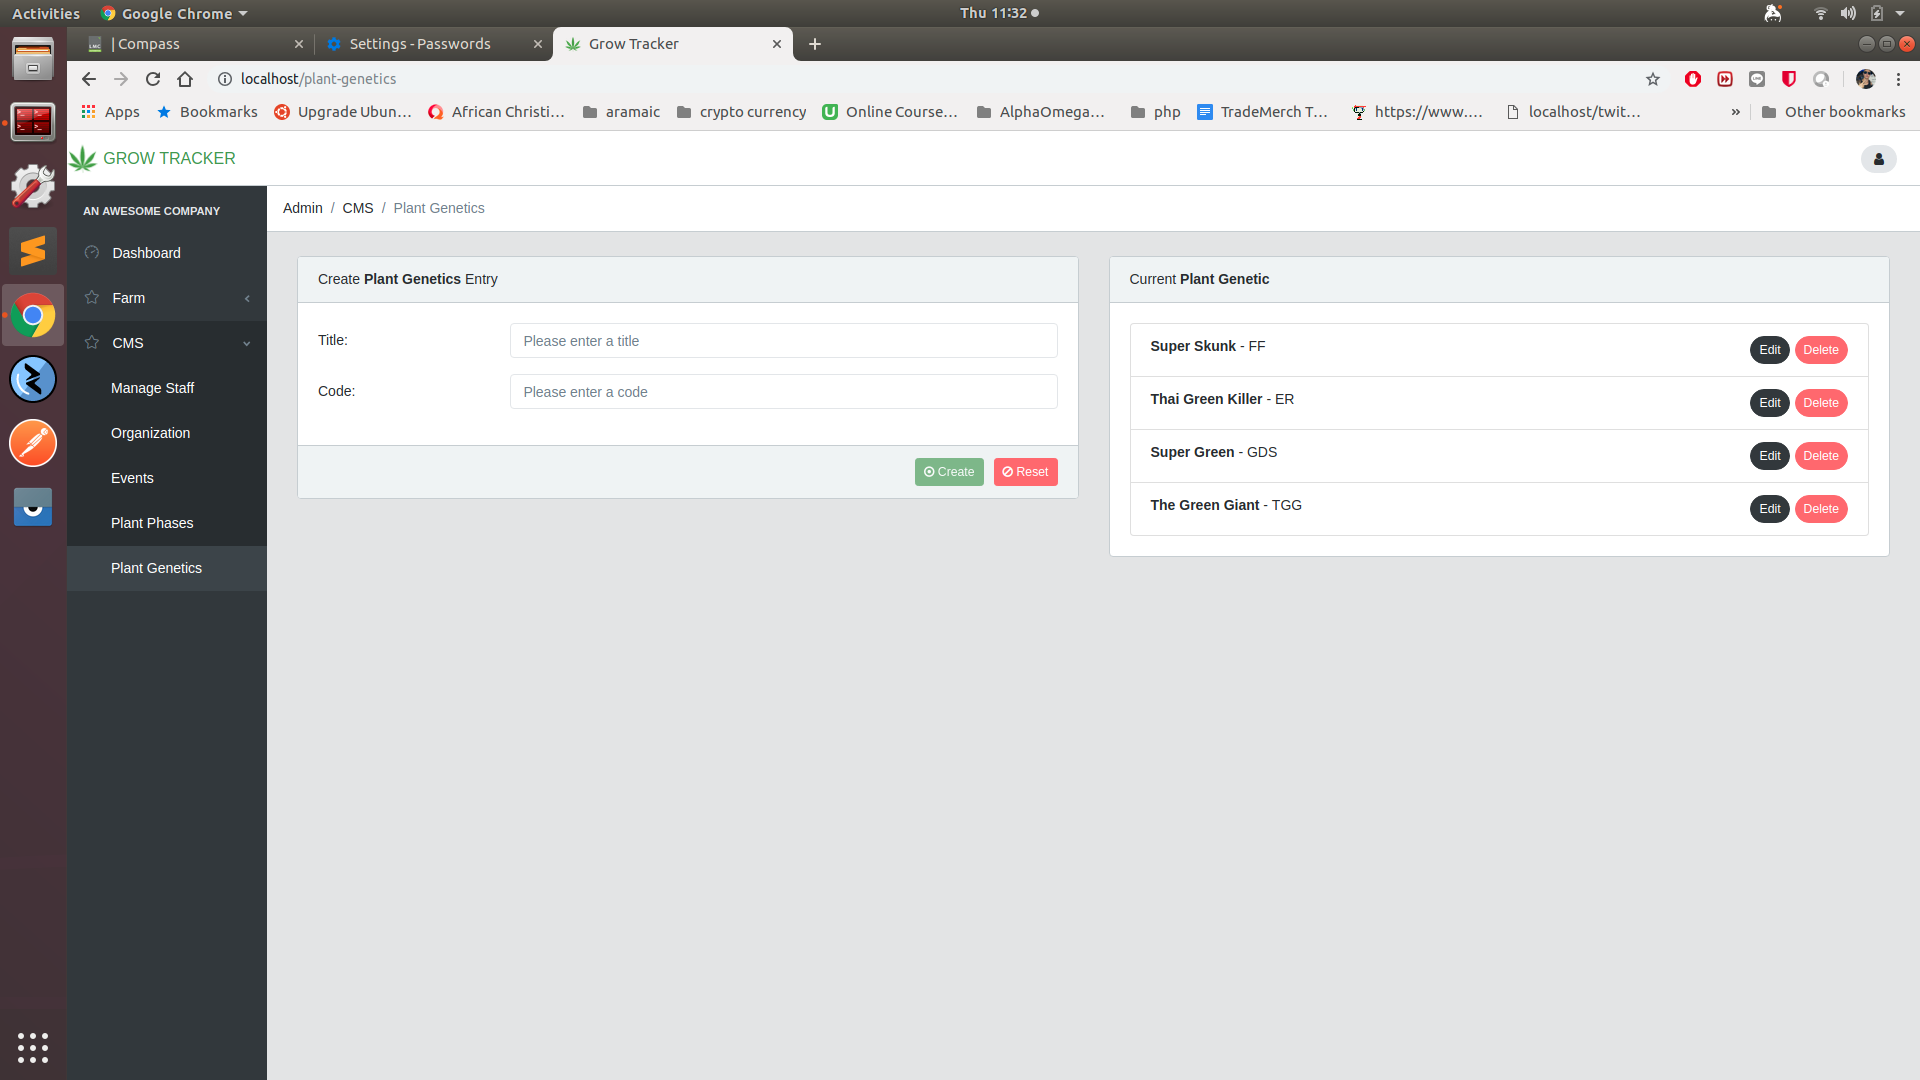 Activities Google Chrome Thu 11:32
| Compass Settings - Passwords Grow Tracker
localhost/plant-genetics
Apps Bookmarks Upgrade Ubun... African Christi... aramaic crypto currency Online Course... AlphaOmega... php TradeMerch T... https://www.... localhost/twit... » Other bookmarks
GROW TRACKER
AN AWESOME COMPANY
Dashboard
Farm
CMS
Manage Staff
Organization
Events
Plant Phases
Plant Genetics
Admin / CMS / Plant Genetics
Create Plant Genetics Entry
Title: Please enter a title
Code: Please enter a code
Create Reset
Current Plant Genetic
Super Skunk - FF Edit Delete
Thai Green Killer - ER Edit Delete
Super Green - GDS Edit Delete
The Green Giant - TGG Edit Delete